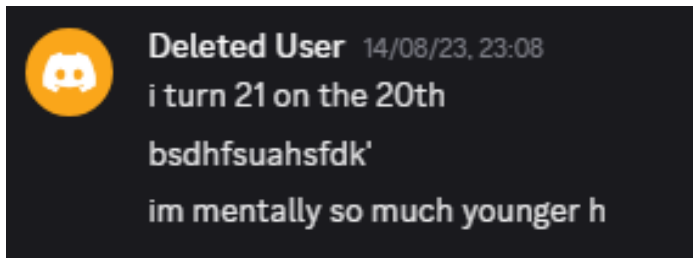 Deleted User 14/08/23, 23:08
i turn 21 on the 20th
bsdhfsuahsfdk'
im mentally so much younger h